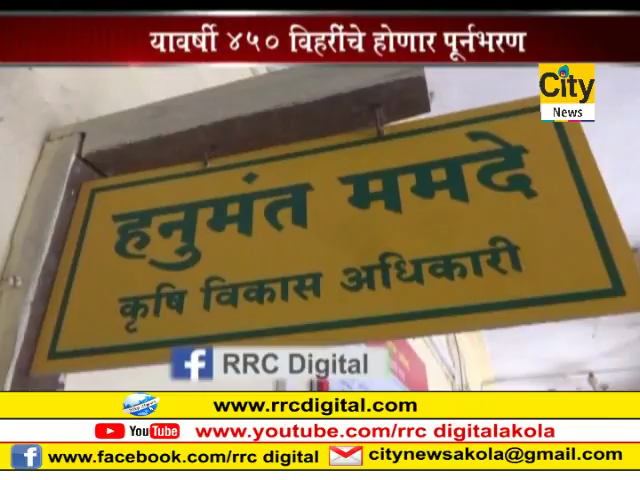 यावर्षी ४५० विहरींचे होणार पूर्नभरण
City
News
हनुमंत ममदे
कृषि विकास अधिकारी
RRC Digital
www.rrcdigital.com
YouTube www.youtube.com/rrc digitalakola
www.facebook.com/rrc digital citynewsakola@gmail.com